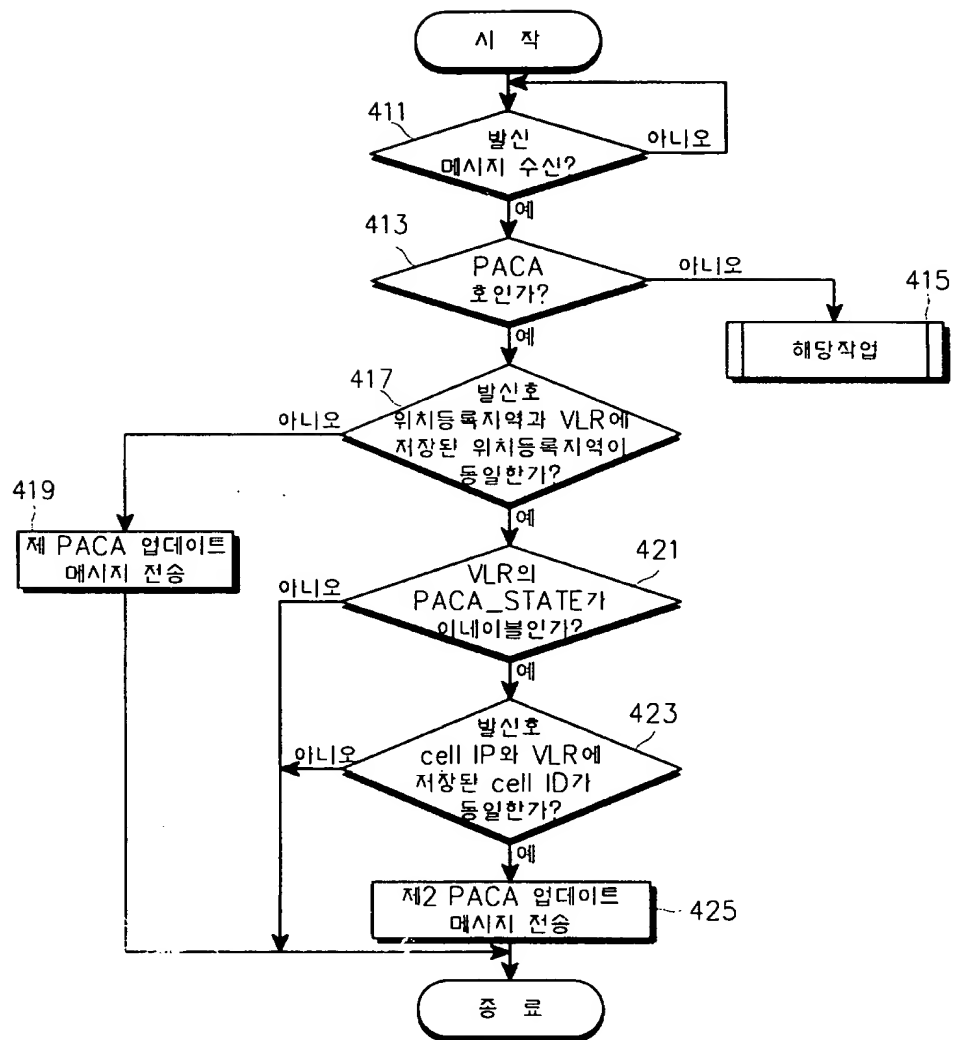 시 작
411
발신
메시지 수신?
아니오
예
413
PACA
호인가?
아니오
415
해당작업
예
417
발신호
위치등록지역과 VLR에
저장된 위치등록지역이
동일한가?
아니오
419
제 PACA 업데이트
메시지 전송
예
421
VLR의
PACA_STATE가
이네이블인가?
아니오
예
423
발신호
cell IP와 VLR에
저장된 cell ID가
동일한가?
아니오
예
제2 PACA 업데이트
메시지 전송
425
종 료